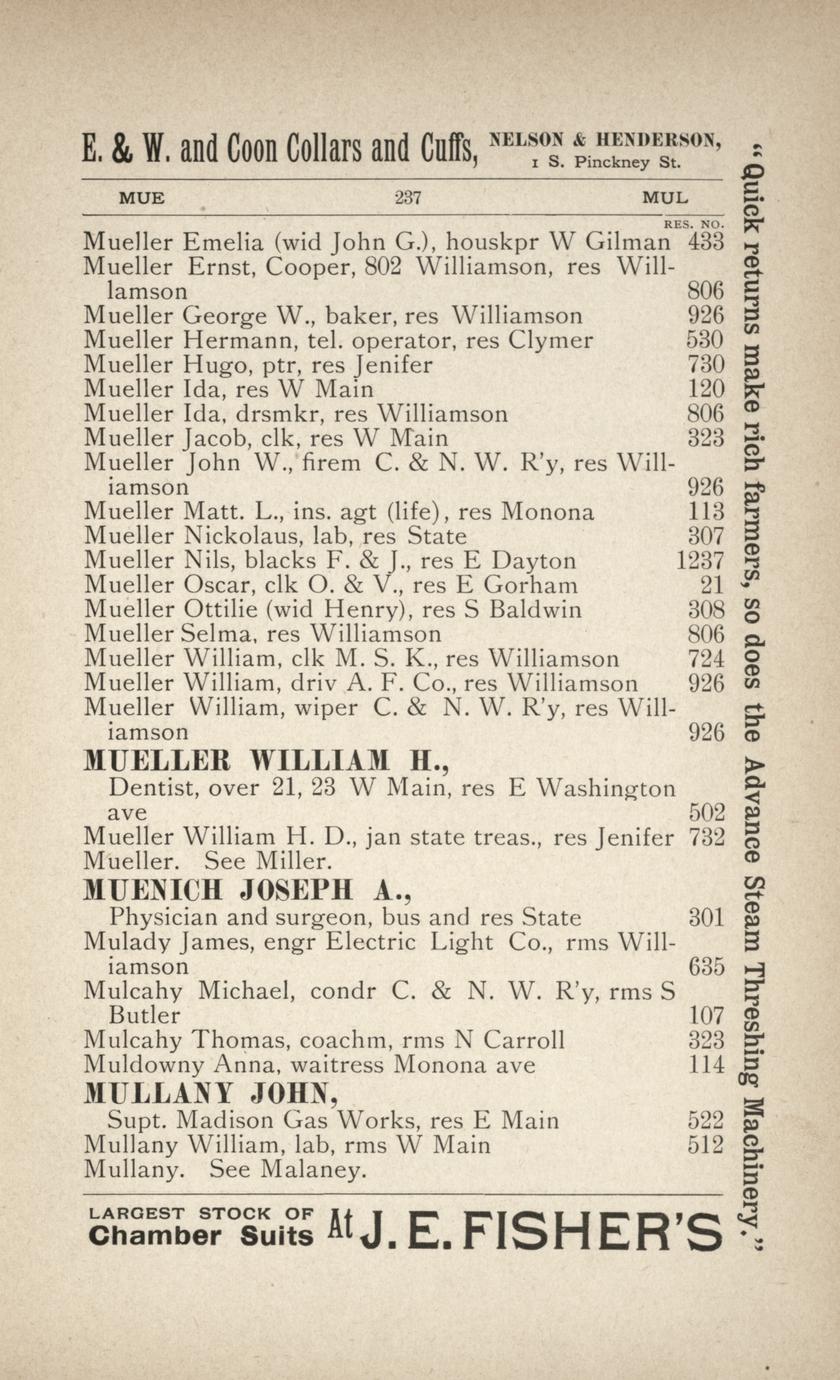 E. & W. and Coon Collars and Cuffs, NELSON & HENDERSON,
1 S. Pinckney St.
MUE 237 MUL
RES. NO.
Mueller Emelia (wid John G.), houskpr W Gilman 433
Mueller Ernst, Cooper, 802 Williamson, res Will-
lamson 806
Mueller George W., baker, res Williamson 926
Mueller Hermann, tel. operator, res Clymer 530
Mueller Hugo, ptr, res Jenifer 730
Mueller Ida, res W Main 120
Mueller Ida, drsmkr, res Williamson 806
Mueller Jacob, clk, res W Main 323
Mueller John W., firem C. & N. W. R'y, res Will-
iamson 926
Mueller Matt. L., ins. agt (life), res Monona 113
Mueller Nickolaus, lab, res State 307
Mueller Nils, blacks F. & J., res E Dayton 1237
Mueller Oscar, clk O. & V., res E Gorham 21
Mueller Ottilie (wid Henry), res S Baldwin 308
Mueller Selma, res Williamson 806
Mueller William, clk M. S. K., res Williamson 724
Mueller William, driv A. F. Co., res Williamson 926
Mueller William, wiper C. & N. W. R'y, res Will-
iamson 926
MUELLER WILLIAM H.,
Dentist, over 21, 23 W Main, res E Washington
ave 502
Mueller William H. D., jan state treas., res Jenifer 732
Mueller. See Miller.
MUENICH JOSEPH A.,
Physician and surgeon, bus and res State 301
Mulady James, engr Electric Light Co., rms Will-
iamson 635
Mulcahy Michael, condr C. & N. W. R'y, rms S
Butler 107
Mulcahy Thomas, coachm, rms N Carroll 323
Muldowny Anna, waitress Monona ave 114
MULLANY JOHN,
Supt. Madison Gas Works, res E Main 522
Mullany William, lab, rms W Main 512
Mullany. See Malaney.
LARGEST STOCK OF
Chamber Suits At J. E. FISHER'S
"Quick returns make rich farmers, so does the Advance Steam Threshing Machinery."